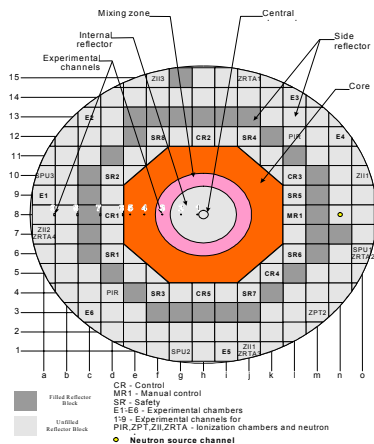 Mixing zone
Central
Internal
reflector
Side
reflector
Experimental
channels
Core
15
ZII3
ZRTA1
14
E3
13
E2
12
SR8
CR2
SR4
PIR
E4
11
10
SPU3
SR2
CR3
ZII1
9
E1
SR5
8
CR1
5
4
MR1
7
ZII2
ZRTA4
6
SR1
SR6
SPU1
ZRTA2
5
CR4
4
PIR
SR3
CR5
SR7
3
E6
ZPT2
2
1
SPU2
E5
ZII1
ZRTA3
a b c d e f g h i j k l m n o
CR - Control
MR1 - Manual control
SR - Safety
E1-E6 - Experimental chambers
1-9 - Experimental channels for
PIR,ZPT,ZII,ZRTA - Ionization chambers and neutron
Neutron source channel
Filled Reflector
Block
Unfilled
Reflector Block